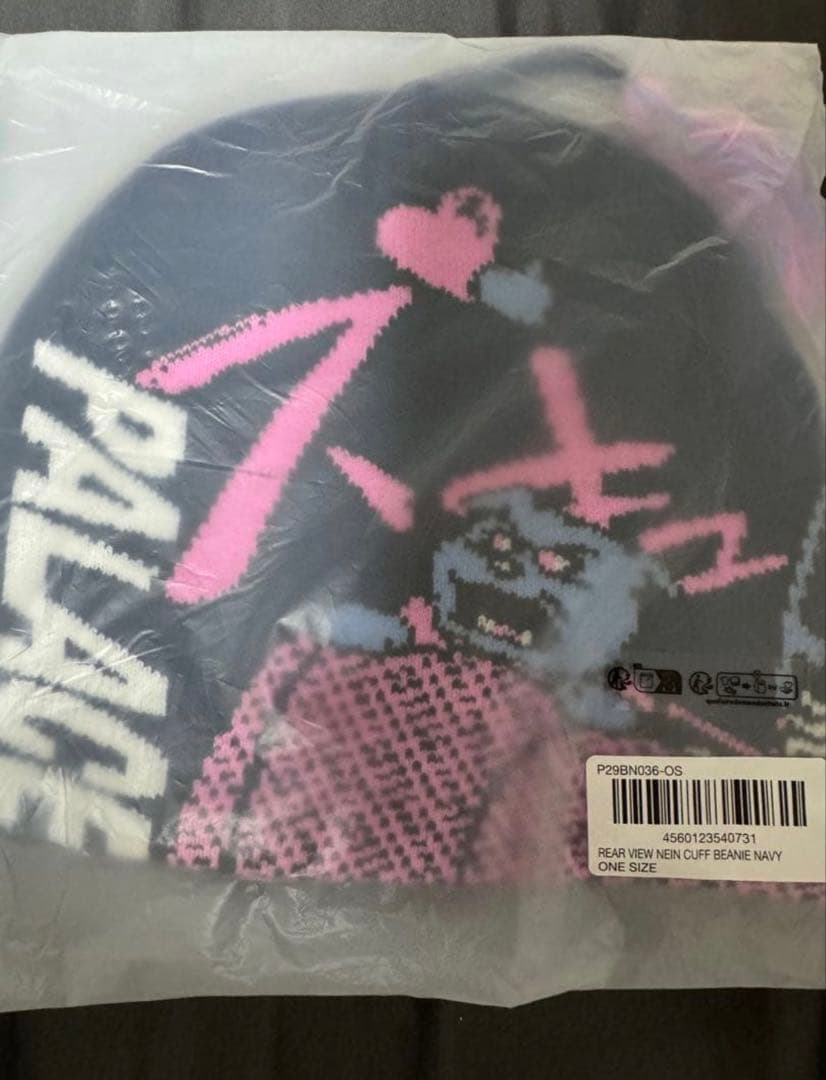 PALACE
P29BN036-OS
4560123540731
REAR VIEW NEIN CUFF BEANIE NAVY
ONE SIZE